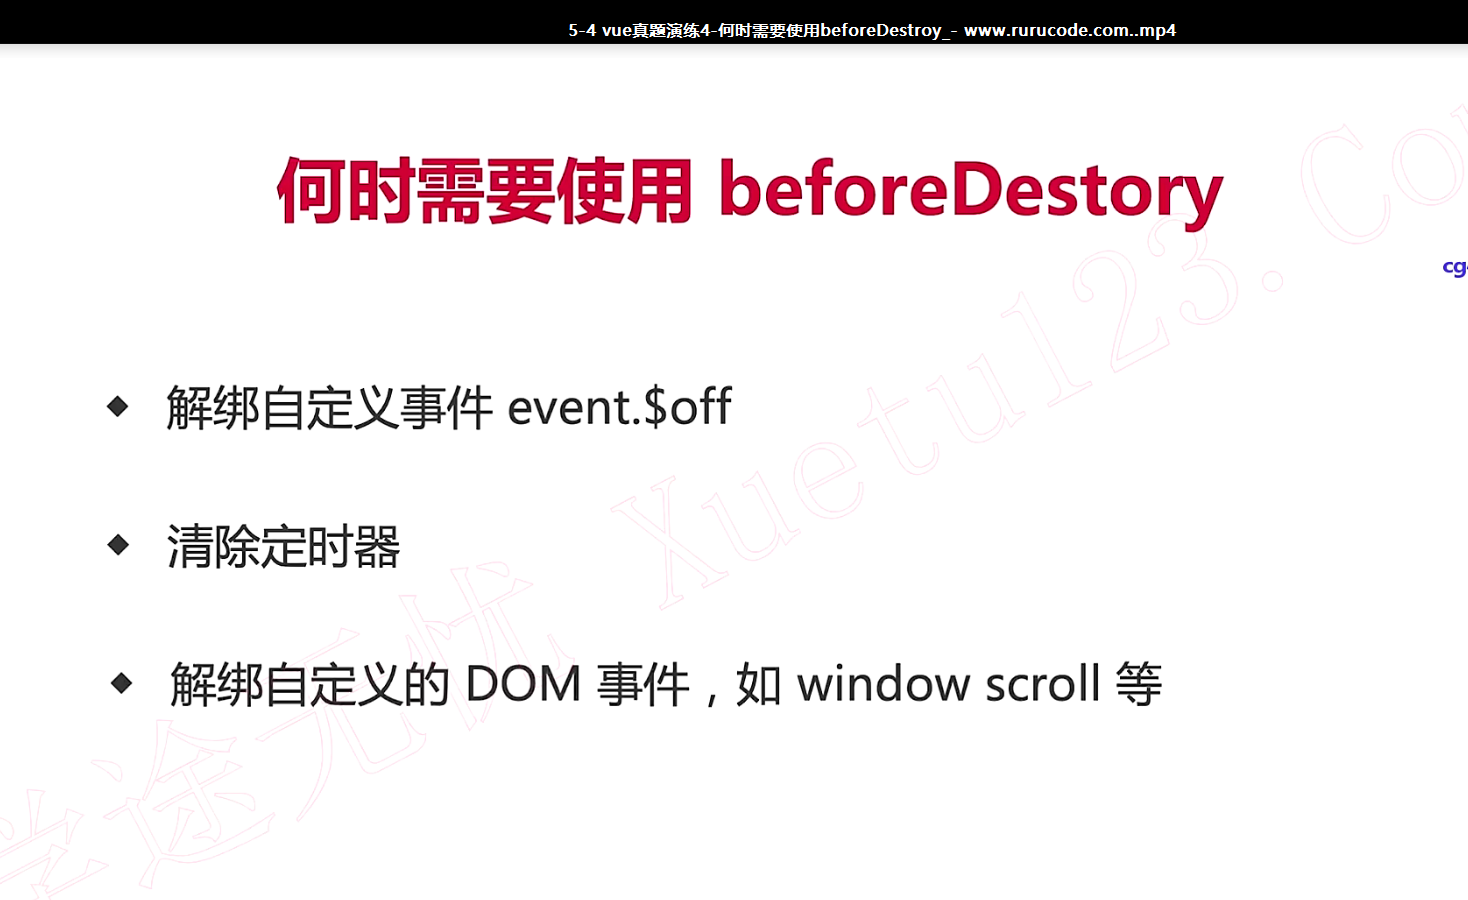 5-4 vue真题演练4-何时需要使用beforeDestroy_- www.rurucode.com..mp4
何时需要使用 beforeDestory
cg-
◆ 解绑自定义事件 event.$off
◆ 清除定时器
◆ 解绑自定义的 DOM 事件，如 window scroll 等
学途无忧 Xuetu123.Co